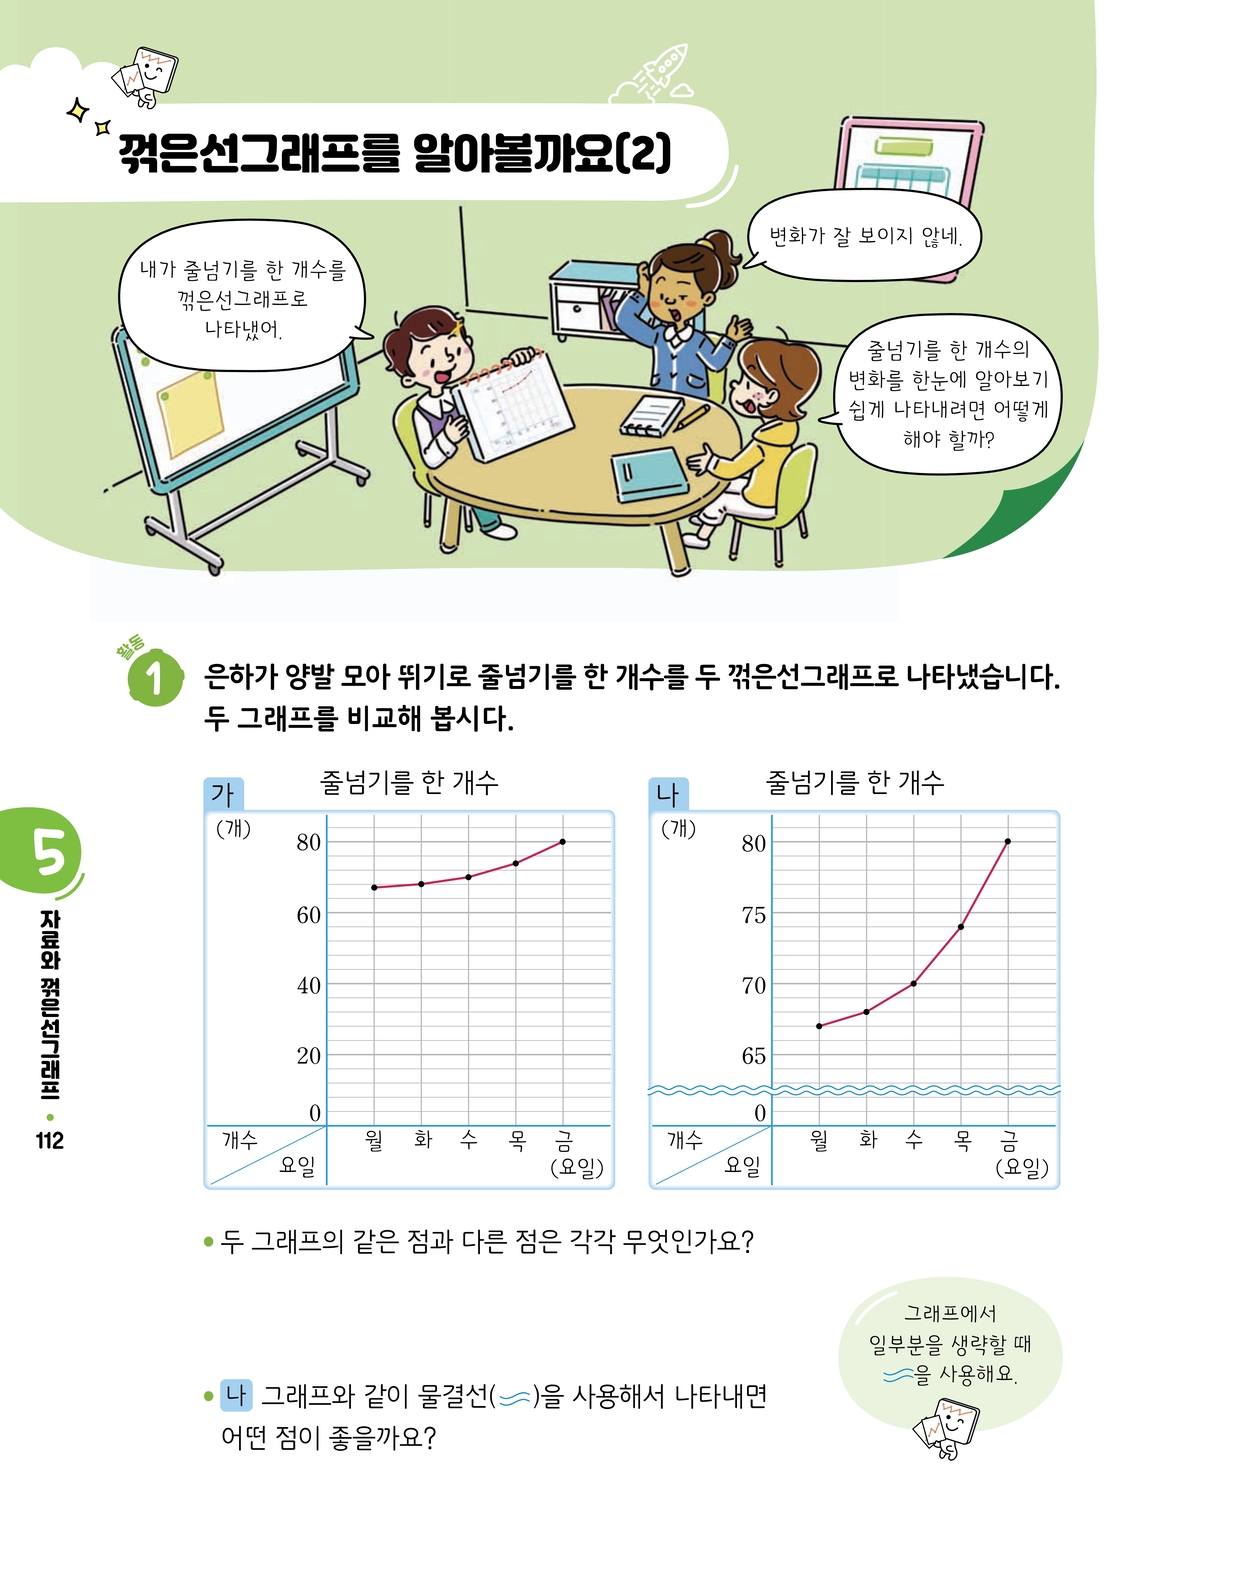 꺾은선그래프를 알아볼까요(2)
내가 줄넘기를 한 개수를
꺾은선그래프로
나타냈어.
변화가 잘 보이지 않네.
줄넘기를 한 개수의
변화를 한눈에 알아보기
쉽게 나타내려면 어떻게
해야 할까?
활동
1
은하가 양발 모아 뛰기로 줄넘기를 한 개수를 두 꺾은선그래프로 나타냈습니다.
두 그래프를 비교해 봅시다.
가
줄넘기를 한 개수
(개)
80
60
40
20
0
개수
요일
월 화 수 목 금
(요일)
나
줄넘기를 한 개수
(개)
80
75
70
65
0
개수
요일
월 화 수 목 금
(요일)
5
자료와 꺾은선그래프
112
• 두 그래프의 같은 점과 다른 점은 각각 무엇인가요?
그래프에서
일부분을 생략할 때
을 사용해요.
• 나 그래프와 같이 물결선( )을 사용해서 나타내면
어떤 점이 좋을까요?